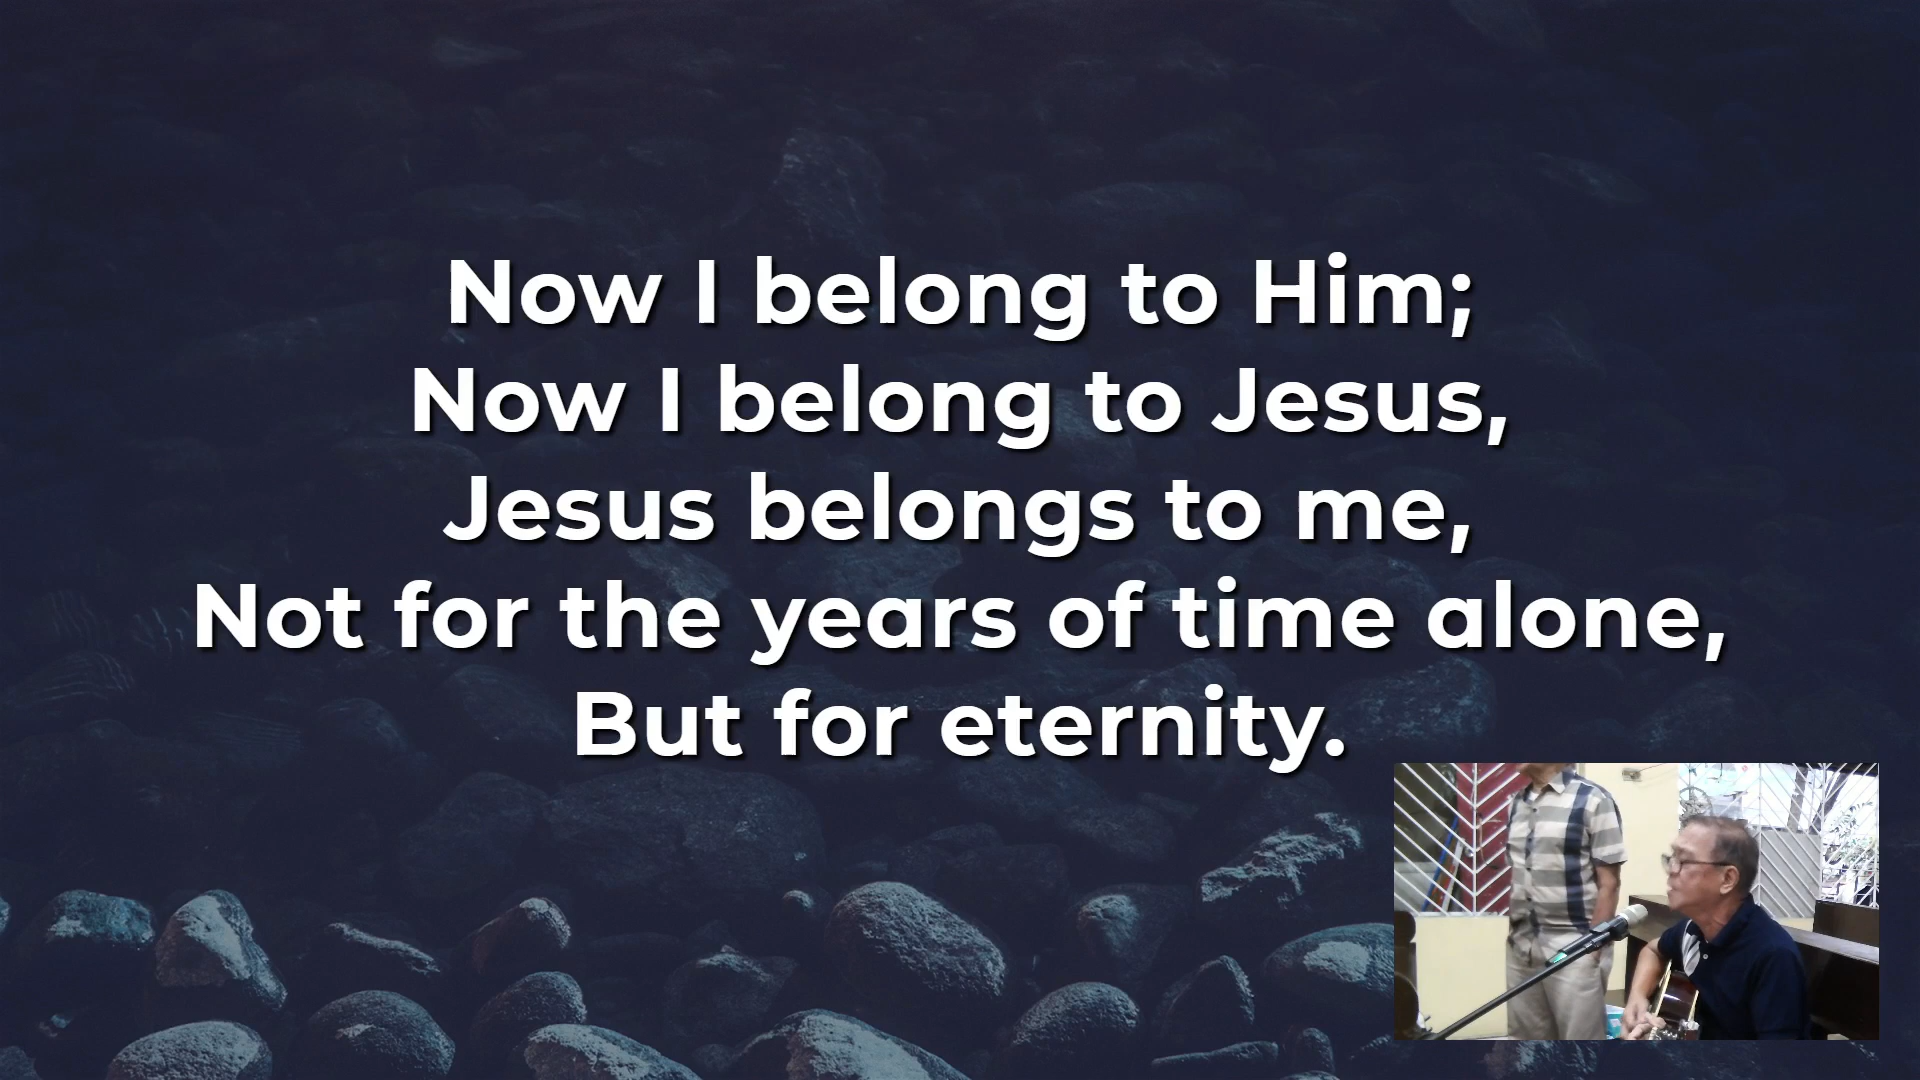 Now I belong to Him;
Now I belong to Jesus,
Jesus belongs to me,
Not for the years of time alone,
But for eternity.